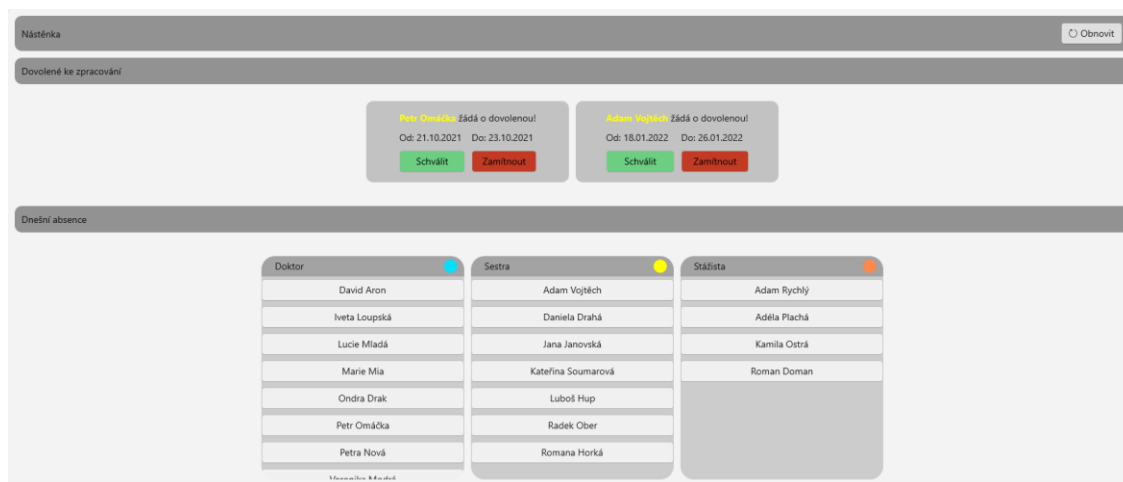 Nástěnka
Obnovit
Dovolené ke zpracování
Petr Omáčka žádá o dovolenou!
Od: 21.10.2021 Do: 23.10.2021
Schválit Zamítnout
Adam Vojtěch žádá o dovolenou!
Od: 18.01.2022 Do: 26.01.2022
Schválit Zamítnout
Dnešní absence
Doktor
David Aron
Iveta Loupská
Lucie Mladá
Marie Mia
Ondra Drak
Petr Omáčka
Petra Nová
Veronika Modrá
Sestra
Adam Vojtěch
Daniela Drahá
Jana Janovská
Kateřina Soumarová
Luboš Hup
Radek Ober
Romana Horká
Stážista
Adam Rychlý
Adéla Plachá
Kamila Ostrá
Roman Doman